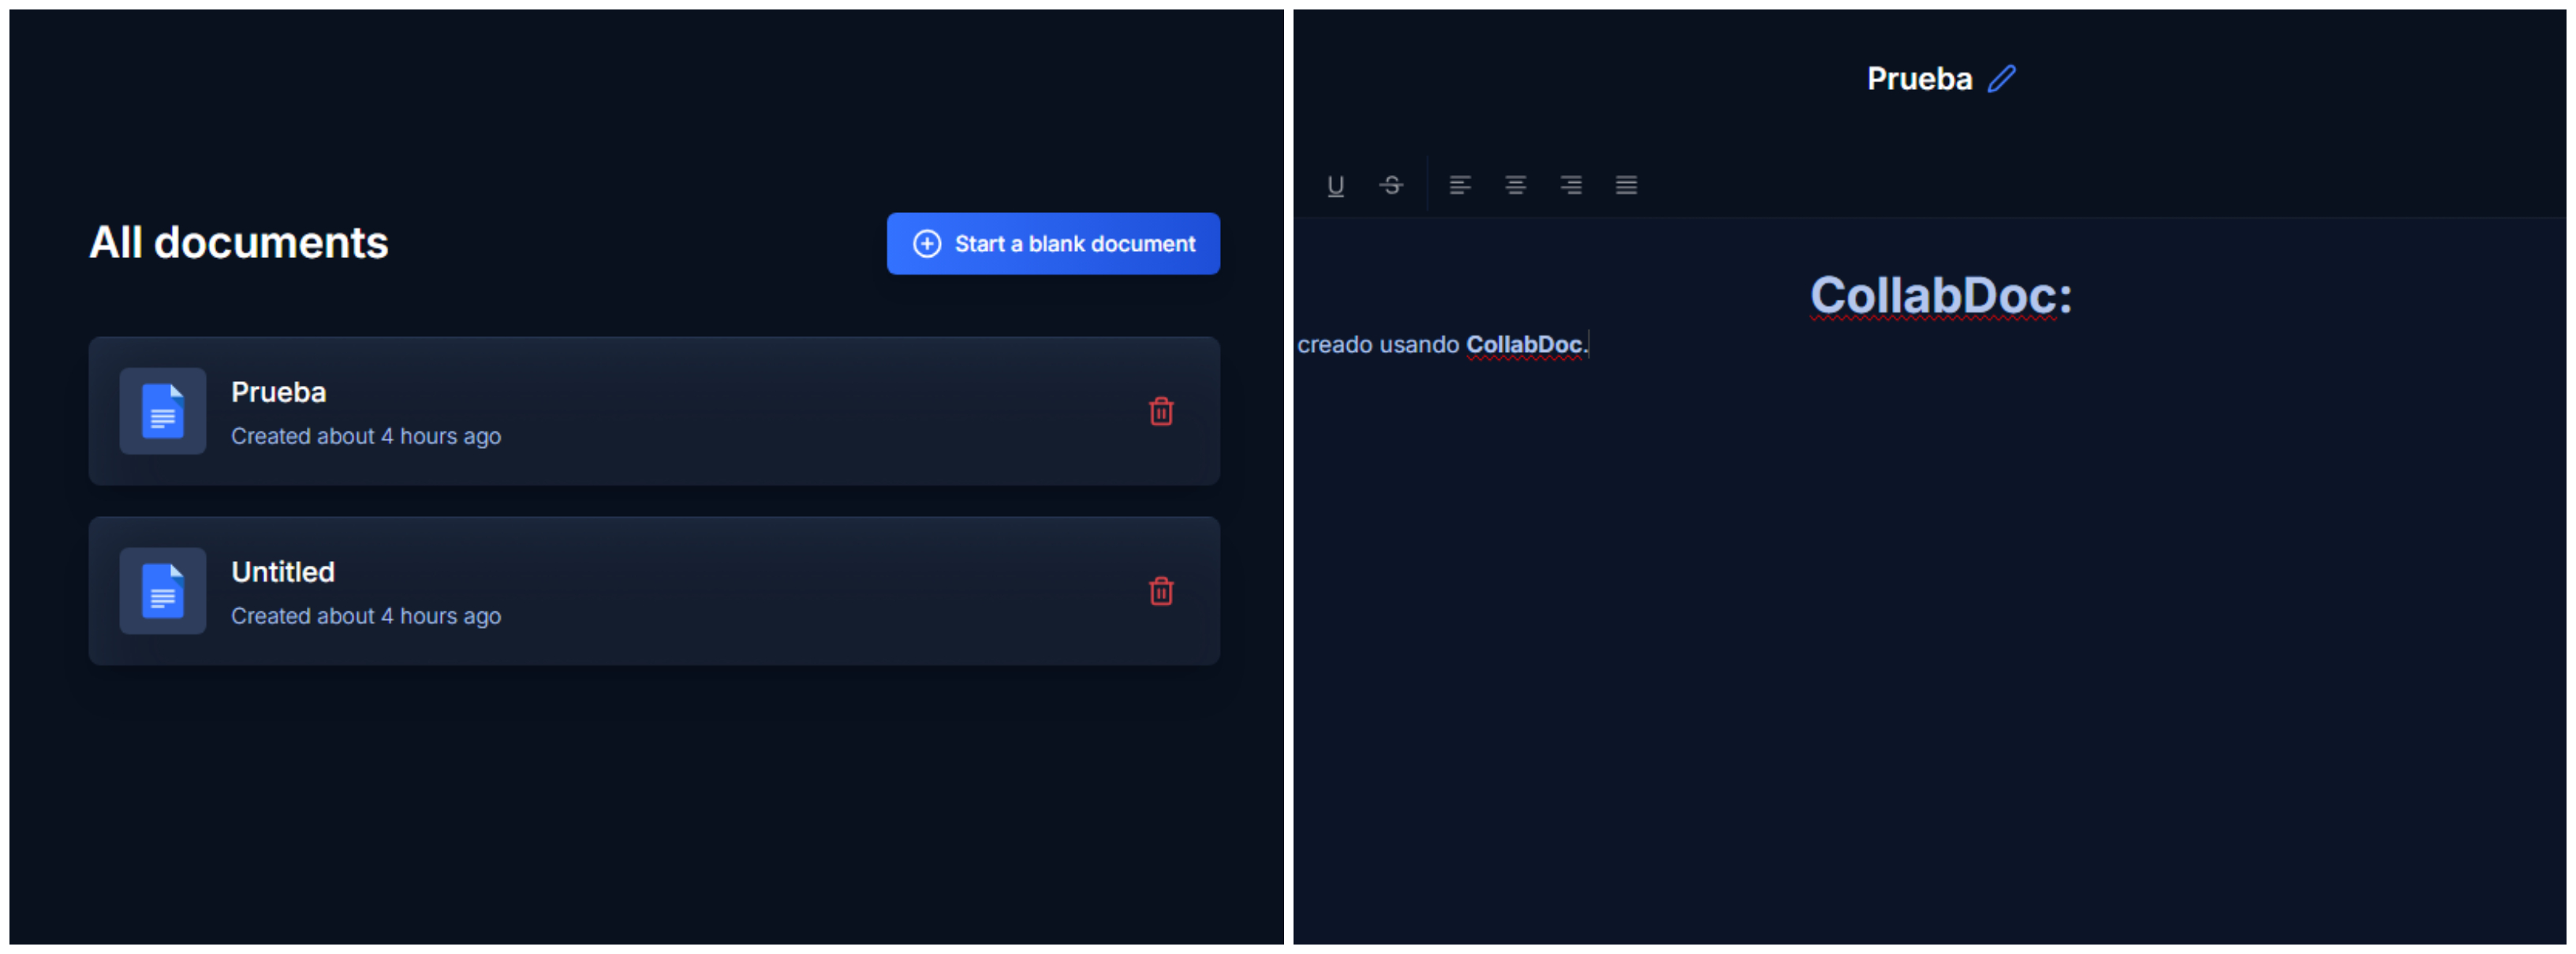 All documents
Start a blank document
Prueba
Created about 4 hours ago
Untitled
Created about 4 hours ago
Prueba
U S
CollabDoc:
creado usando CollabDoc.